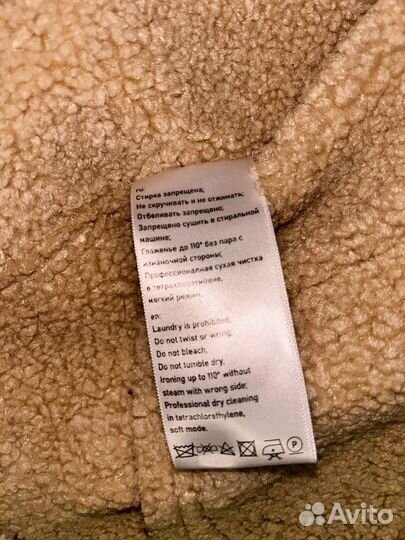 ru:
Стирка запрещена;
Не скручивать и не отжимать;
Отбеливать запрещено;
Запрещено сушить в стиральной
машине;
Глаженье до 110° без пара с
изнаночной стороны;
Профессиональная сухая чистка
в тетрахлорэтилене,
мягкий режим.
en:
Laundry is prohibited.
Do not twist or wring.
Do not bleach.
Do not tumble dry.
Ironing up to 110° without
steam with wrong side;
Professional dry cleaning
in tetrachlorethylene,
soft mode.
P
Avito